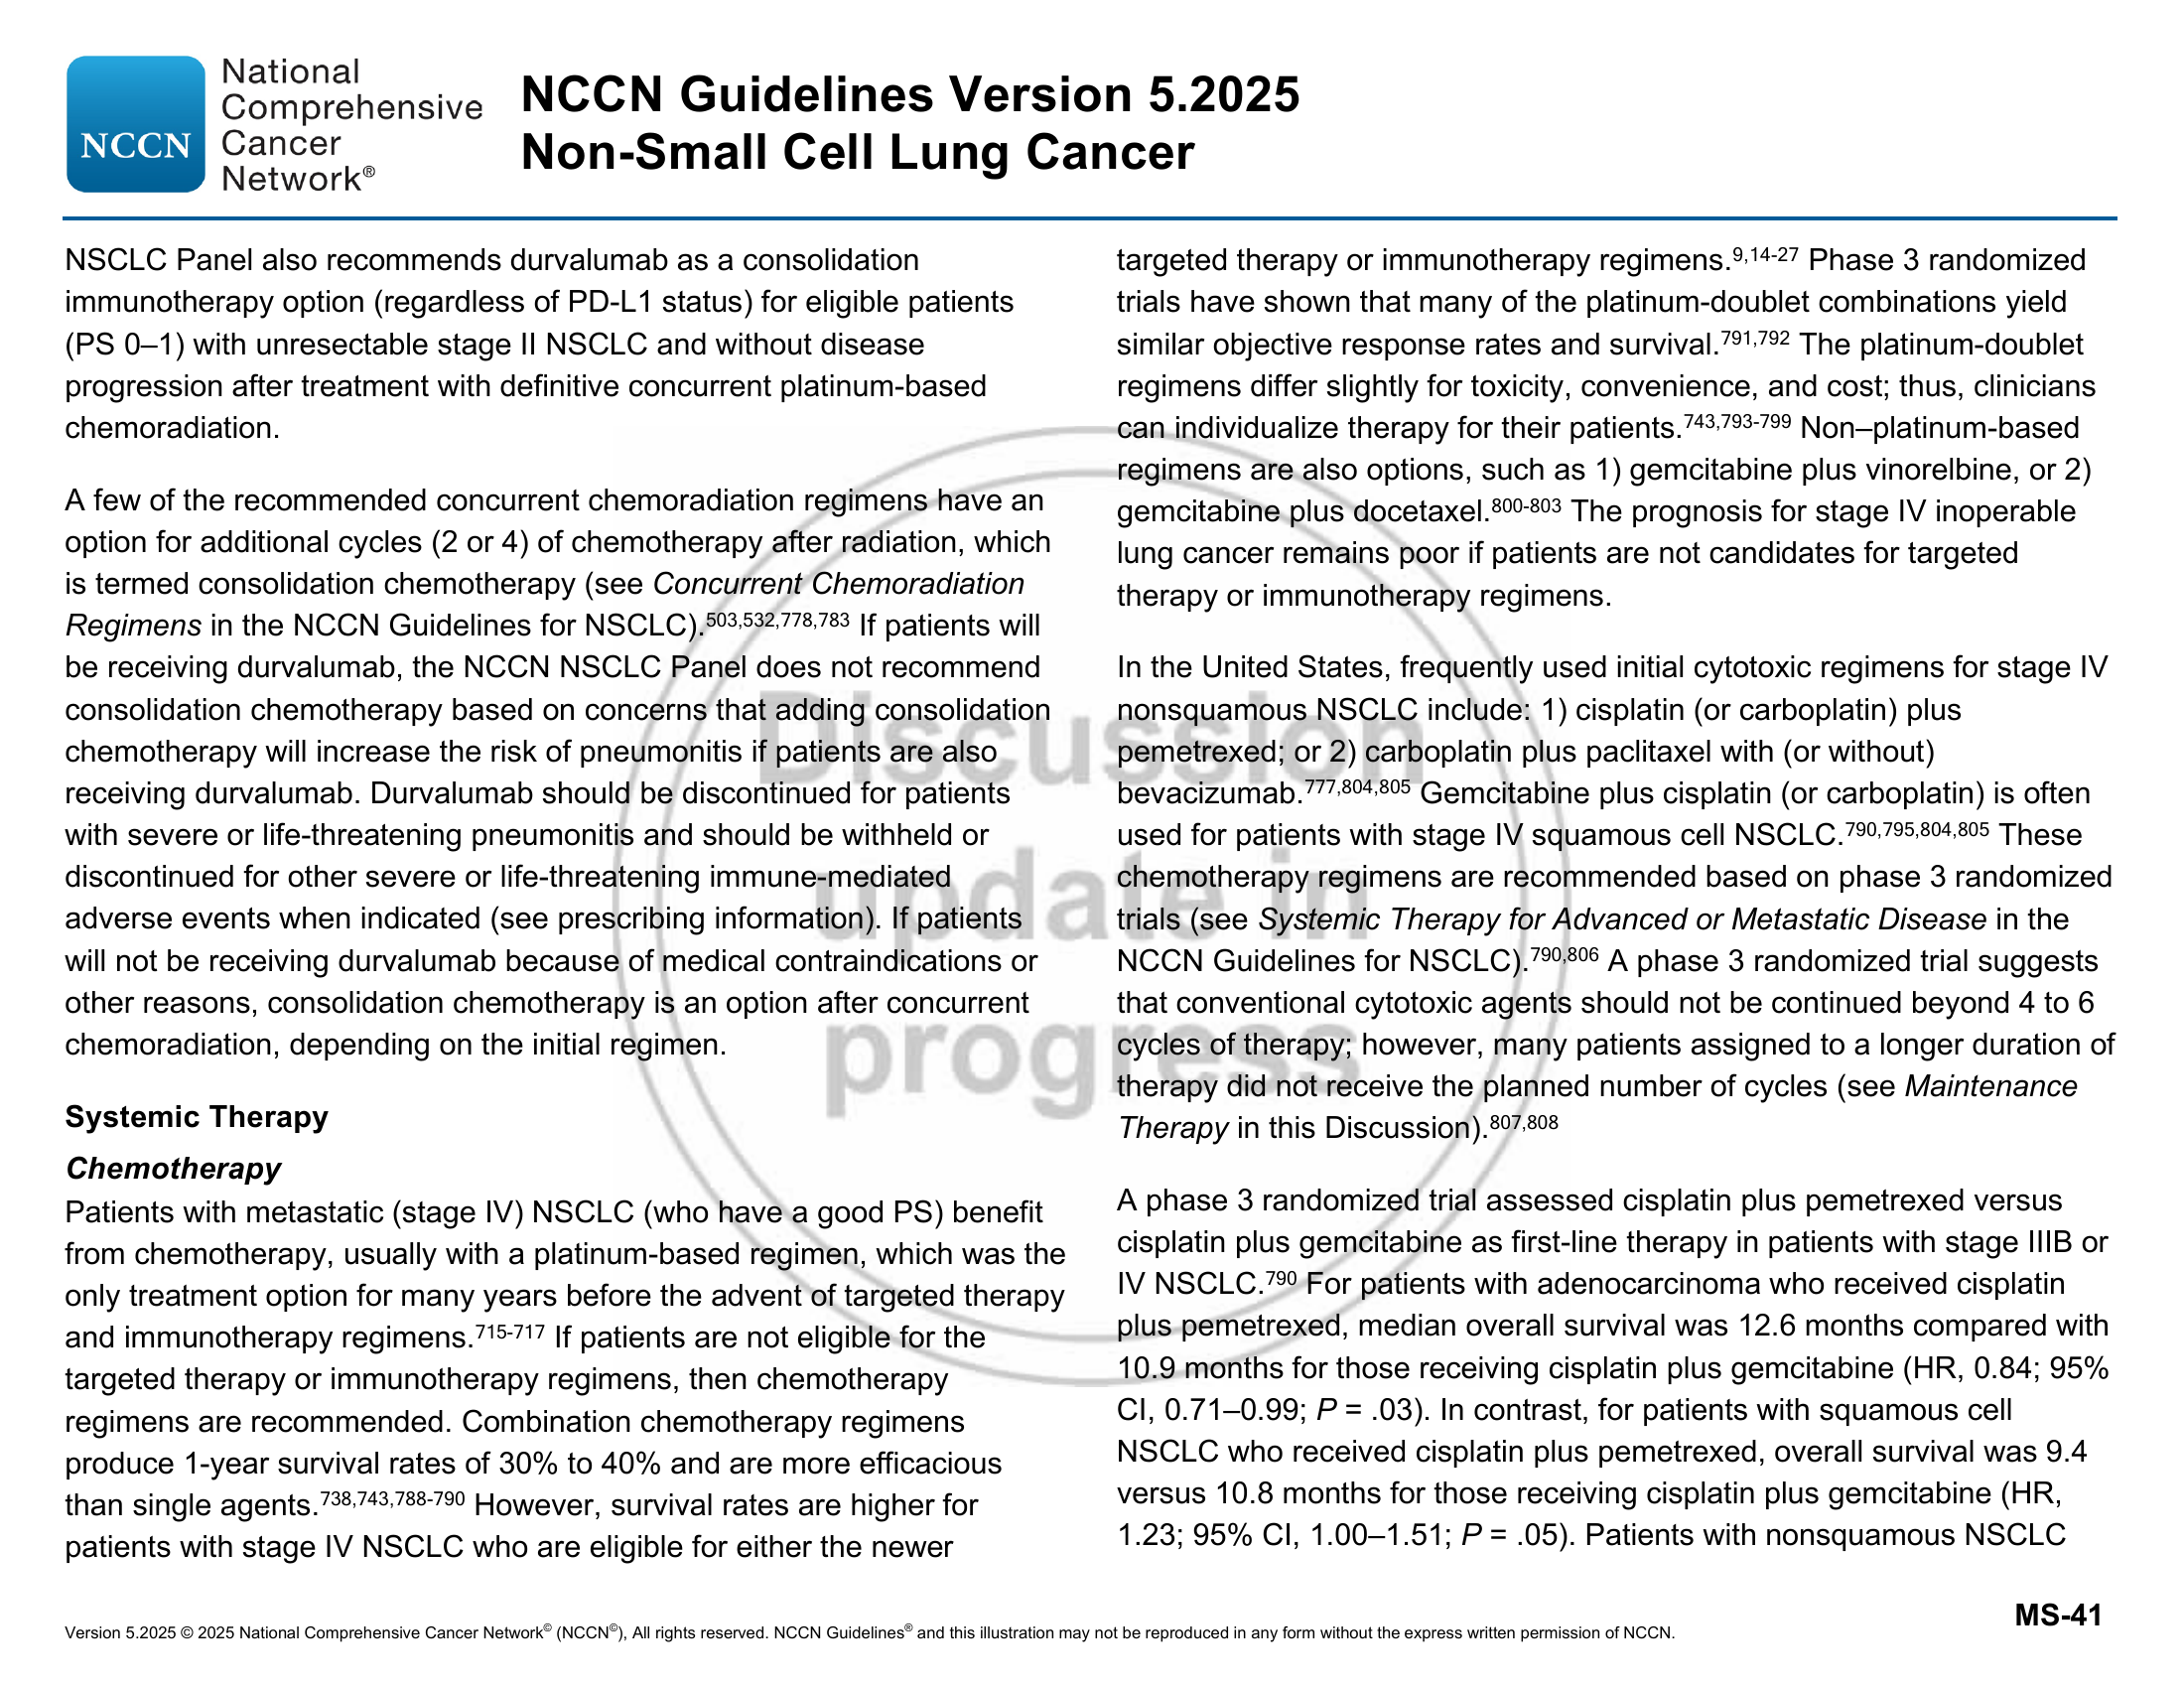 NCCN
National
Comprehensive
Cancer
Network®
NCCN Guidelines Version 5.2025
Non-Small Cell Lung Cancer
NSCLC Panel also recommends durvalumab as a consolidation
immunotherapy option (regardless of PD-L1 status) for eligible patients
(PS 0–1) with unresectable stage II NSCLC and without disease
progression after treatment with definitive concurrent platinum-based
chemoradiation.
A few of the recommended concurrent chemoradiation regimens have an
option for additional cycles (2 or 4) of chemotherapy after radiation, which
is termed consolidation chemotherapy (see Concurrent Chemoradiation
Regimens in the NCCN Guidelines for NSCLC).503,532,778,783 If patients will
be receiving durvalumab, the NCCN NSCLC Panel does not recommend
consolidation chemotherapy based on concerns that adding consolidation
chemotherapy will increase the risk of pneumonitis if patients are also
receiving durvalumab. Durvalumab should be discontinued for patients
with severe or life-threatening pneumonitis and should be withheld or
discontinued for other severe or life-threatening immune-mediated
adverse events when indicated (see prescribing information). If patients
will not be receiving durvalumab because of medical contraindications or
other reasons, consolidation chemotherapy is an option after concurrent
chemoradiation, depending on the initial regimen.
Systemic Therapy
Chemotherapy
Patients with metastatic (stage IV) NSCLC (who have a good PS) benefit
from chemotherapy, usually with a platinum-based regimen, which was the
only treatment option for many years before the advent of targeted therapy
and immunotherapy regimens.715-717 If patients are not eligible for the
targeted therapy or immunotherapy regimens, then chemotherapy
regimens are recommended. Combination chemotherapy regimens
produce 1-year survival rates of 30% to 40% and are more efficacious
than single agents.738,743,788-790 However, survival rates are higher for
patients with stage IV NSCLC who are eligible for either the newer
targeted therapy or immunotherapy regimens.9,14-27 Phase 3 randomized
trials have shown that many of the platinum-doublet combinations yield
similar objective response rates and survival.791,792 The platinum-doublet
regimens differ slightly for toxicity, convenience, and cost; thus, clinicians
can individualize therapy for their patients.743,793-799 Non–platinum-based
regimens are also options, such as 1) gemcitabine plus vinorelbine, or 2)
gemcitabine plus docetaxel.800-803 The prognosis for stage IV inoperable
lung cancer remains poor if patients are not candidates for targeted
therapy or immunotherapy regimens.
In the United States, frequently used initial cytotoxic regimens for stage IV
nonsquamous NSCLC include: 1) cisplatin (or carboplatin) plus
pemetrexed; or 2) carboplatin plus paclitaxel with (or without)
bevacizumab.777,804,805 Gemcitabine plus cisplatin (or carboplatin) is often
used for patients with stage IV squamous cell NSCLC.790,795,804,805 These
chemotherapy regimens are recommended based on phase 3 randomized
trials (see Systemic Therapy for Advanced or Metastatic Disease in the
NCCN Guidelines for NSCLC).790,806 A phase 3 randomized trial suggests
that conventional cytotoxic agents should not be continued beyond 4 to 6
cycles of therapy; however, many patients assigned to a longer duration of
therapy did not receive the planned number of cycles (see Maintenance
Therapy in this Discussion).807,808
A phase 3 randomized trial assessed cisplatin plus pemetrexed versus
cisplatin plus gemcitabine as first-line therapy in patients with stage IIIB or
IV NSCLC.790 For patients with adenocarcinoma who received cisplatin
plus pemetrexed, median overall survival was 12.6 months compared with
10.9 months for those receiving cisplatin plus gemcitabine (HR, 0.84; 95%
CI, 0.71–0.99; P = .03). In contrast, for patients with squamous cell
NSCLC who received cisplatin plus pemetrexed, overall survival was 9.4
versus 10.8 months for those receiving cisplatin plus gemcitabine (HR,
1.23; 95% CI, 1.00–1.51; P = .05). Patients with nonsquamous NSCLC
Discussion
update in
progress
MS-41
Version 5.2025 © 2025 National Comprehensive Cancer Network© (NCCN©), All rights reserved. NCCN Guidelines® and this illustration may not be reproduced in any form without the express written permission of NCCN.